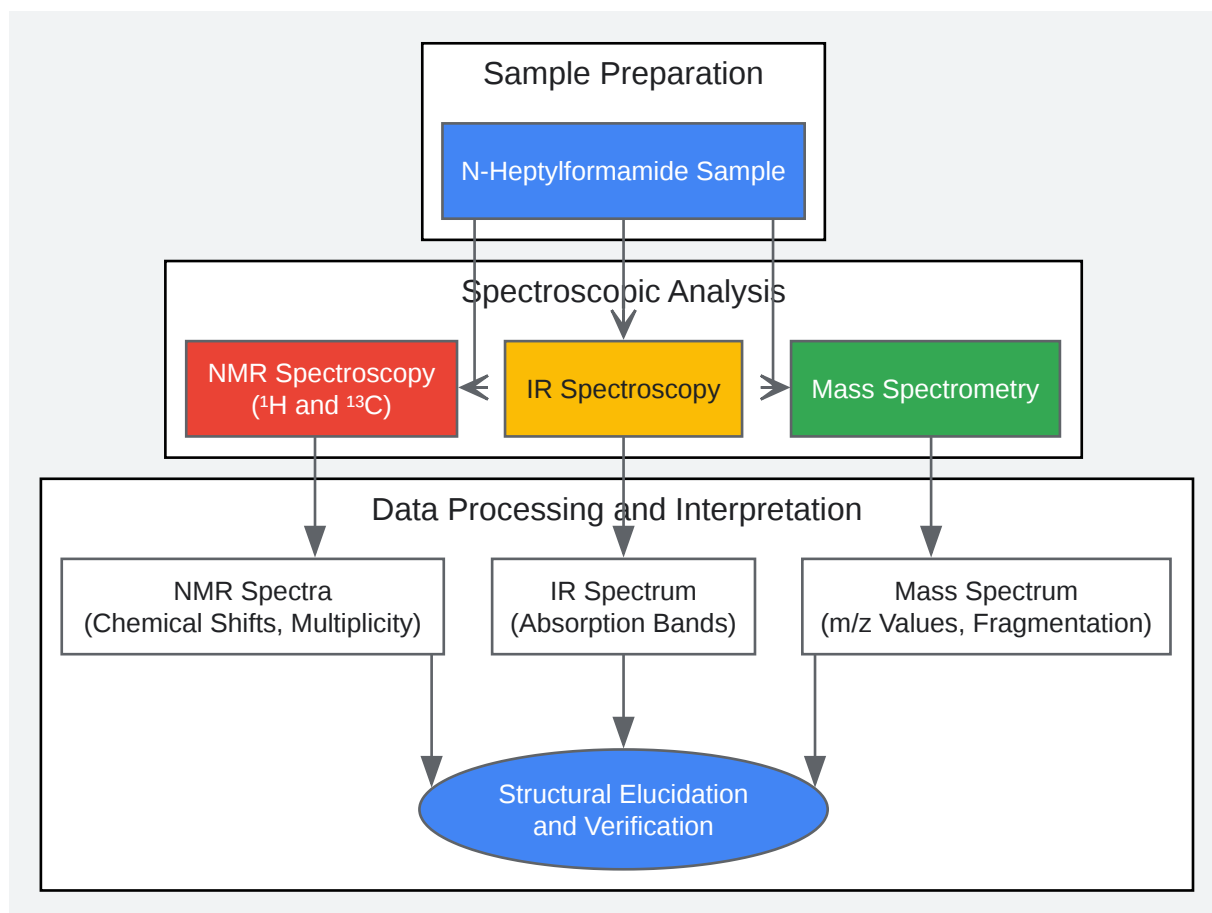 Sample Preparation
N-Heptylformamide Sample
Spectroscopic Analysis
NMR Spectroscopy
(¹H and ¹³C)
IR Spectroscopy
Mass Spectrometry
Data Processing and Interpretation
NMR Spectra
(Chemical Shifts, Multiplicity)
IR Spectrum
(Absorption Bands)
Mass Spectrum
(m/z Values, Fragmentation)
Structural Elucidation
and Verification